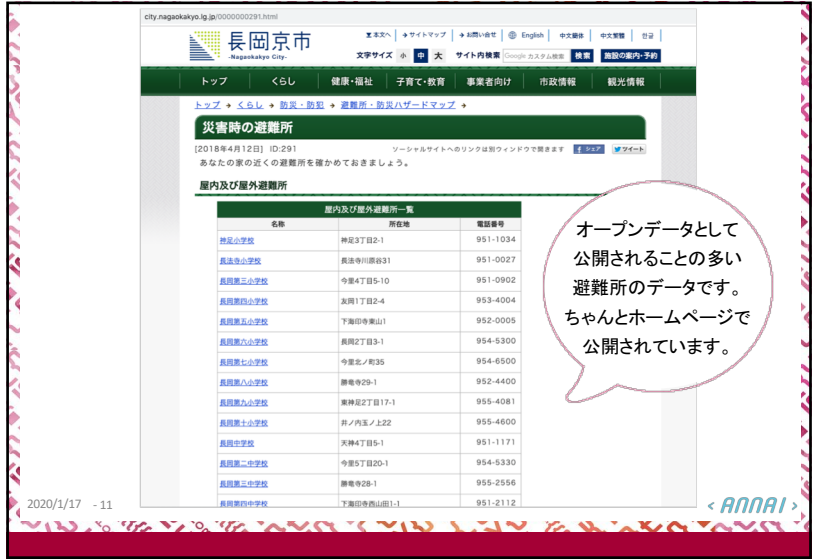 city.nagaokakyo.lg.jp/0000000291.html
長岡京市
-Nagaokakyo City-
本文へ サイトマップ お問い合せ English 中文簡体 中文繁體 한글
文字サイズ 小 中 大 サイト内検索 Google カスタム検索 検索 施設の案内・予約
トップ くらし 健康・福祉 子育て・教育 事業者向け 市政情報 観光情報
トップ → くらし → 防災・防犯 → 避難所・防災ハザードマップ →
災害時の避難所
[2018年4月12日] ID:291
ソーシャルサイトへのリンクは別ウィンドウで開きます シェア ツイート
あなたの家の近くの避難所を確かめておきましょう。
屋内及び屋外避難所
屋内及び屋外避難所一覧
名称 所在地 電話番号
神足小学校 神足3丁目2-1 951-1034
長法寺小学校 長法寺川原谷31 951-0027
長岡第三小学校 今里4丁目5-10 951-0902
長岡第四小学校 友岡1丁目2-4 953-4004
長岡第五小学校 下海印寺東山1 952-0005
長岡第六小学校 長岡2丁目3-1 954-5300
長岡第七小学校 今里北ノ町35 954-6500
長岡第八小学校 勝竜寺29-1 952-4400
長岡第九小学校 東神足2丁目17-1 955-4081
長岡第十小学校 井ノ内玉ノ上22 955-4600
長岡中学校 天神4丁目5-1 951-1171
長岡第二中学校 今里5丁目20-1 954-5330
長岡第三中学校 勝竜寺28-1 955-2556
長岡第四中学校 下海印寺西山田1-1 951-2112
オープンデータとして
公開されることの多い
避難所のデータです。
ちゃんとホームページで
公開されています。
2020/1/17 - 11
< ANNAI >